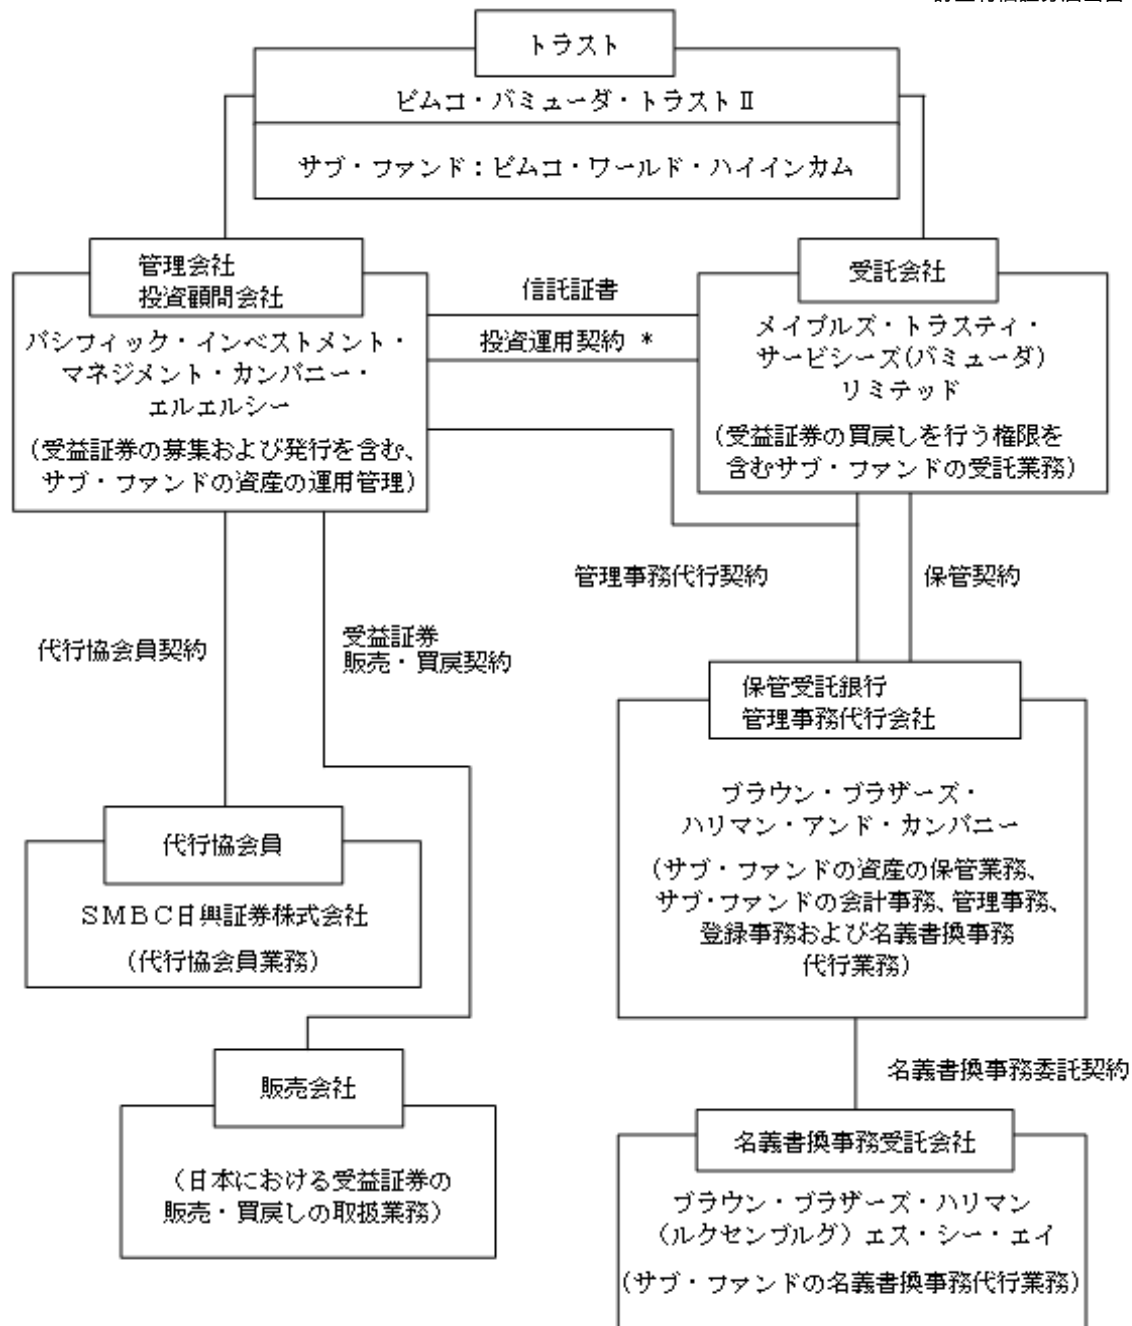 トラスト
ピムコ・バミューダ・トラストⅡ
サブ・ファンド：ピムコ・ワールド・ハイインカム
管理会社
投資顧問会社
パシフィック・インベストメント・
マネジメント・カンパニー・
エルエルシー
（受益証券の募集および発行を含む、
サブ・ファンドの資産の運用管理）
信託証書
投資運用契約 *
受託会社
メイプルズ・トラスティ・
サービシーズ(バミューダ)
リミテッド
（受益証券の買戻しを行う権限を
含むサブ・ファンドの受託業務）
管理事務代行契約
保管契約
代行協会員契約
受益証券
販売・買戻契約
保管受託銀行
管理事務代行会社
ブラウン・ブラザーズ・
ハリマン・アンド・カンパニー
（サブ・ファンドの資産の保管業務、
サブ・ファンドの会計事務、管理事務、
登録事務および名義書換事務
代行業務）
代行協会員
ＳＭＢＣ日興証券株式会社
（代行協会員業務）
販売会社
（日本における受益証券の
販売・買戻しの取扱業務）
名義書換事務委託契約
名義書換事務受託会社
ブラウン・ブラザーズ・ハリマン
（ルクセンブルグ）エス・シー・エイ
（サブ・ファンドの名義書換事務代行業務）